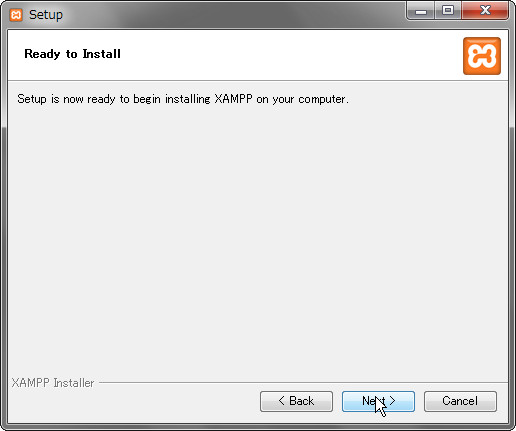 Setup
Ready to Install
Setup is now ready to begin installing XAMPP on your computer.
XAMPP Installer
< Back
Next >
Cancel